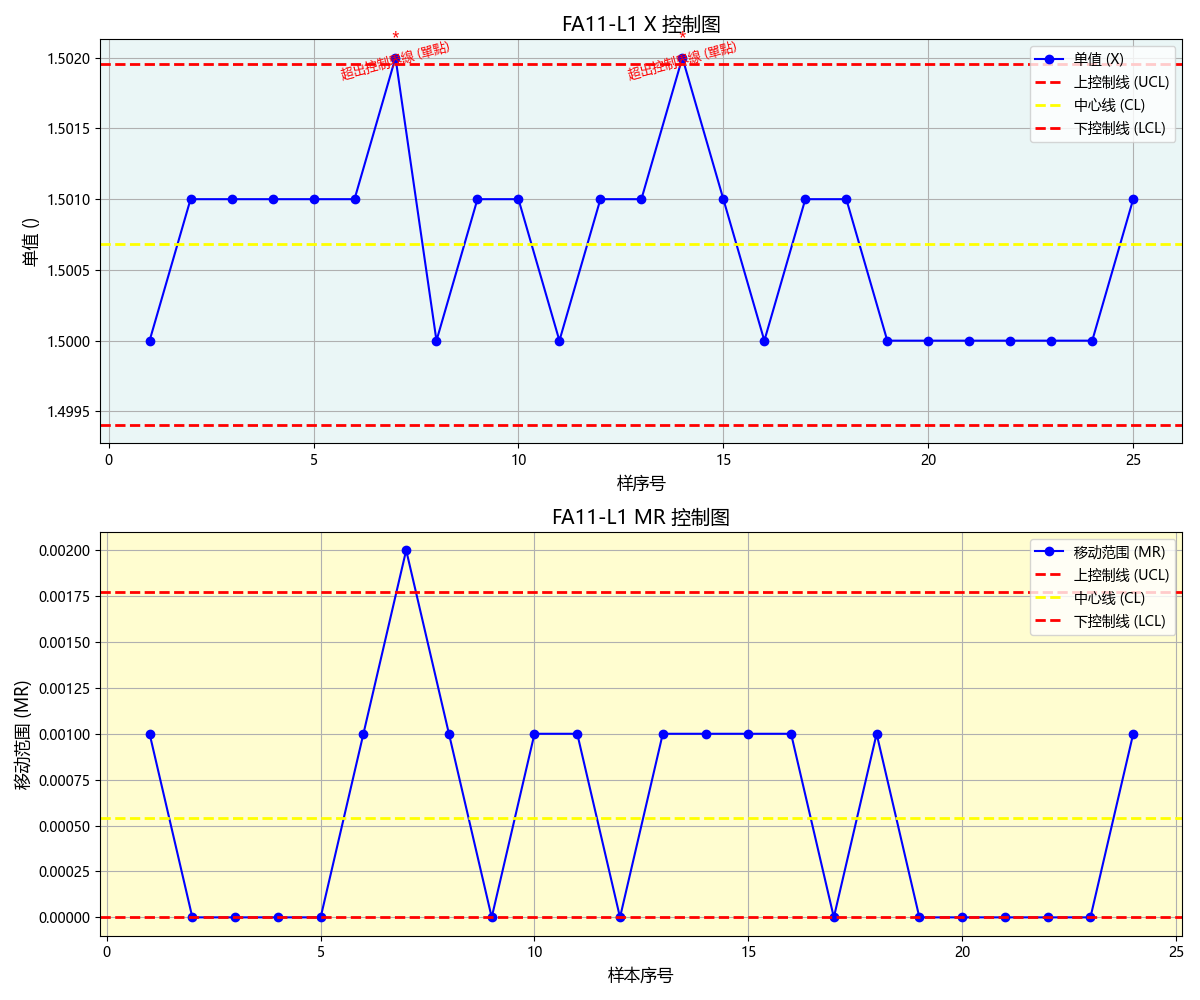 FA11-L1 X 控制图
*
*
超出控制界線 (單點)
超出控制界線 (單點)
单值 (X)
上控制线 (UCL)
中心线 (CL)
下控制线 (LCL)
1.5020
1.5015
1.5010
1.5005
1.5000
1.4995
单值 ()
0 5 10 15 20 25
样序号
FA11-L1 MR 控制图
移动范围 (MR)
上控制线 (UCL)
中心线 (CL)
下控制线 (LCL)
0.00200
0.00175
0.00150
0.00125
0.00100
0.00075
0.00050
0.00025
0.00000
移动范围 (MR)
0 5 10 15 20 25
样本序号